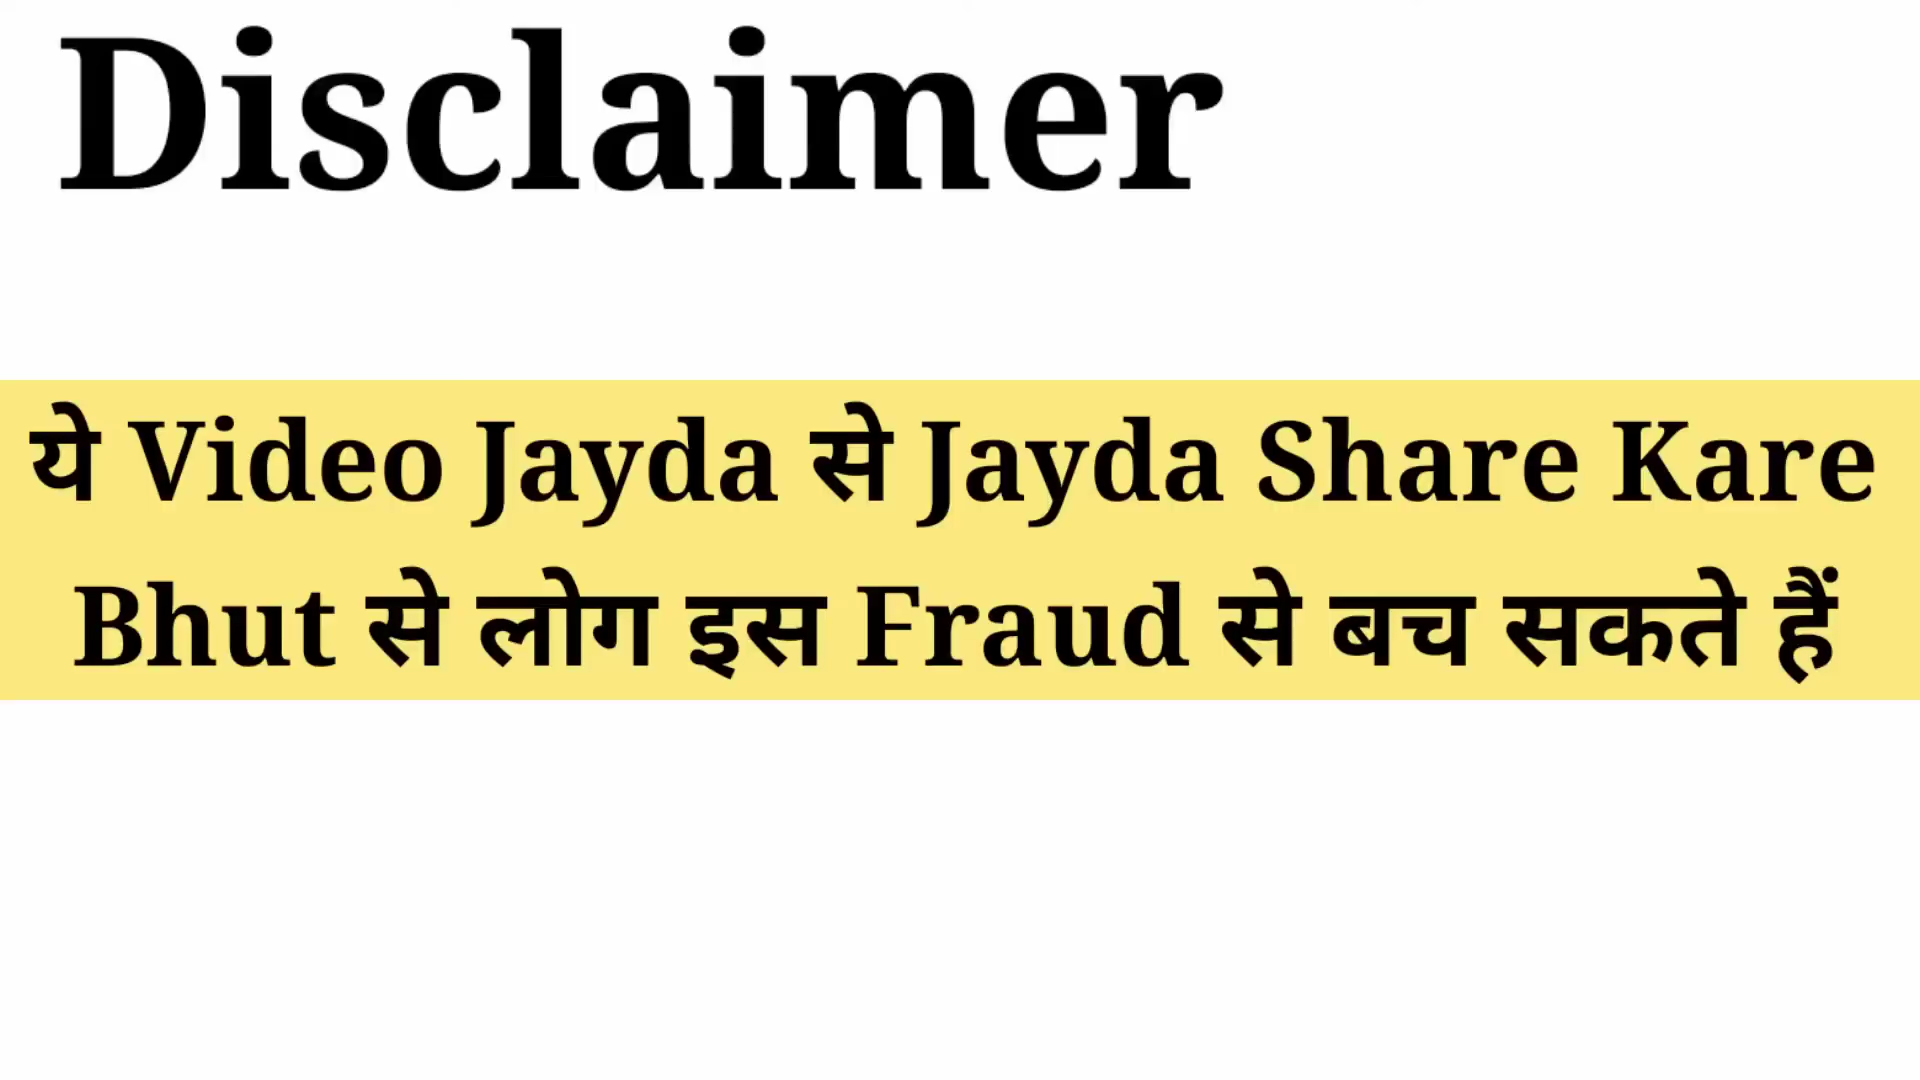 Disclaimer
ये Video Jayda से Jayda Share Kare
Bhut से लोग इस Fraud से बच सकते हैं